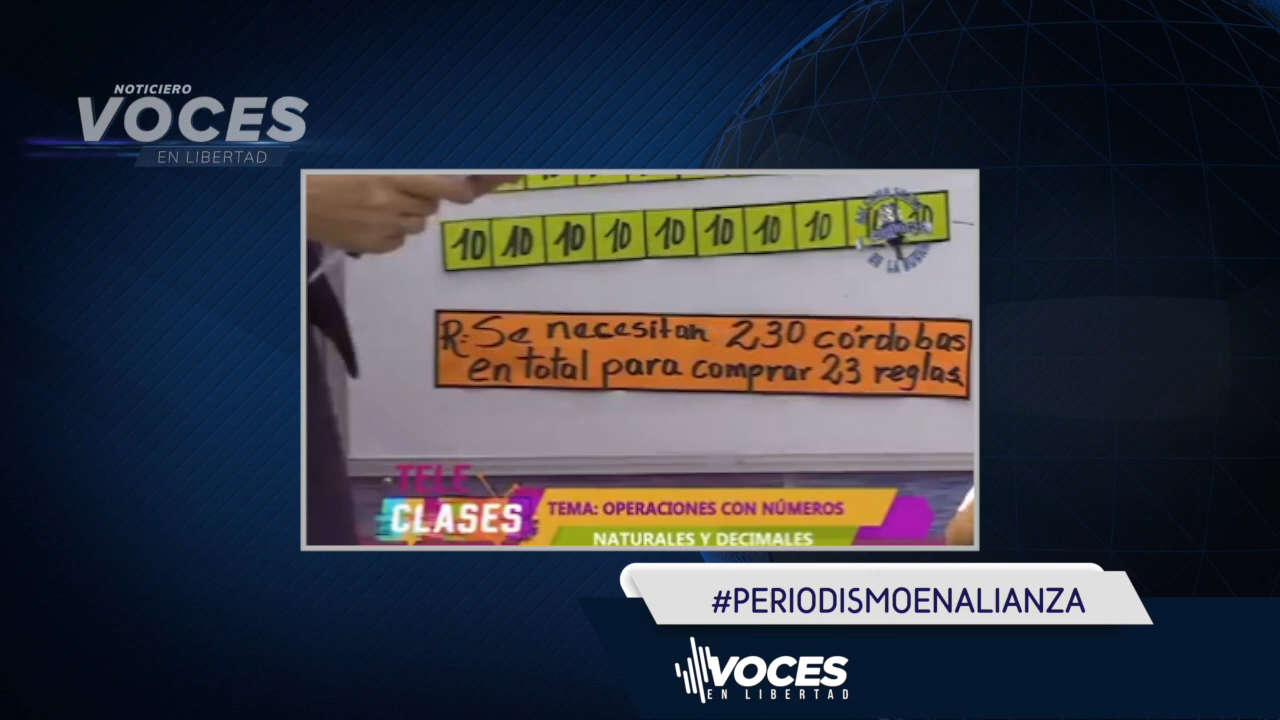 NOTICIERO
VOCES
EN LIBERTAD
10 10 10 10 10 10 10 10 10
R: Se necesitan 230 córdobas
en total para comprar 23 reglas
TELE
CLASES
TEMA: OPERACIONES CON NÚMEROS
NATURALES Y DECIMALES
#PERIODISMOENALIANZA
VOCES
EN LIBERTAD